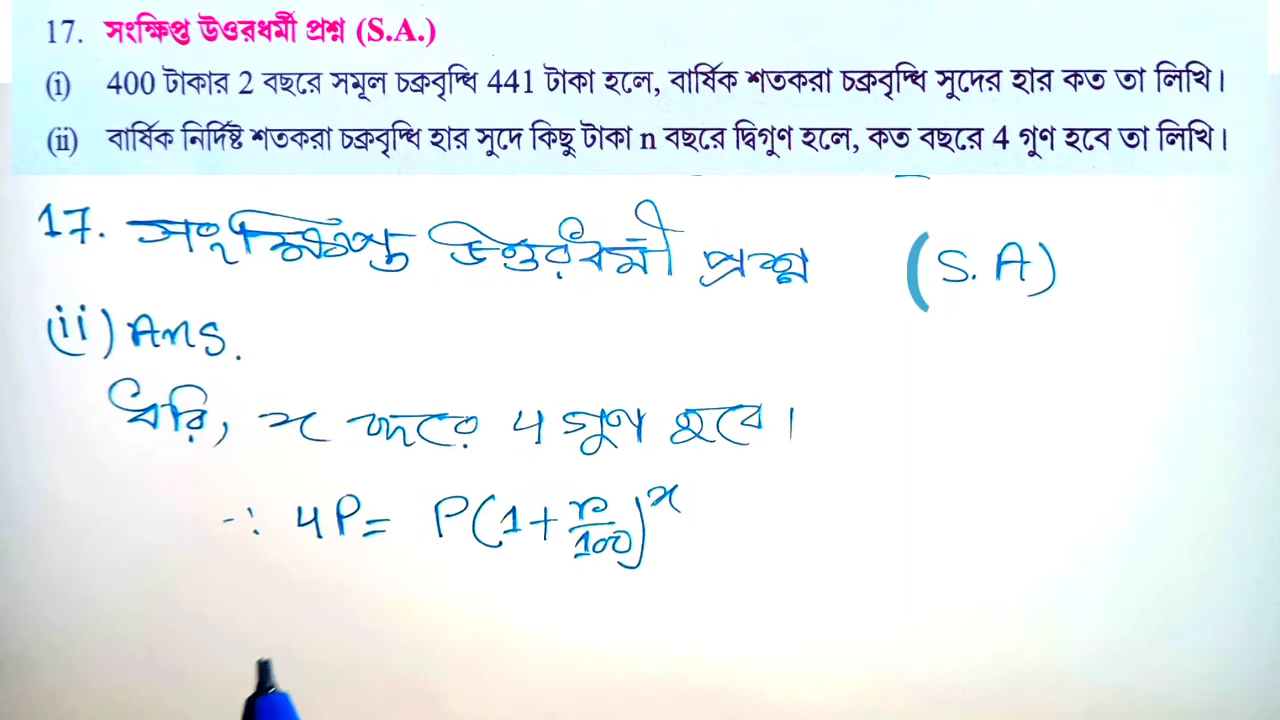 17. সংক্ষিপ্ত উত্তরধর্মী প্রশ্ন (S.A.)
(i) 400 টাকার 2 বছরে সমূল চক্রবৃদ্ধি 441 টাকা হলে, বার্ষিক শতকরা চক্রবৃদ্ধি সুদের হার কত তা লিখি।
(ii) বার্ষিক নির্দিষ্ট শতকরা চক্রবৃদ্ধি হার সুদে কিছু টাকা n বছরে দ্বিগুণ হলে, কত বছরে 4 গুণ হবে তা লিখি।
17. সংক্ষিপ্ত উত্তরধর্মী প্রশ্ন (S.A)
(ii) Ans.
ধরি, x বছরে 4 গুণ হবে।
∴ 4P = P(1 + r/100)^x